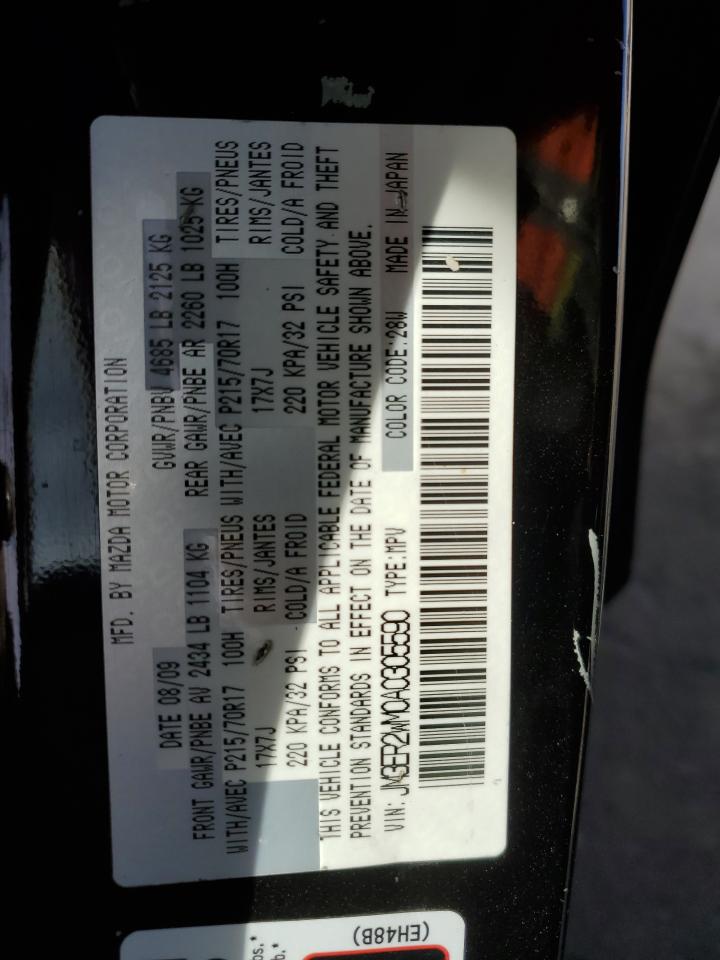 MFD. BY MAZDA MOTOR CORPORATION
DATE 08/09 GVWR/PNBV 4685 LB 2125 KG
FRONT GAWR/PNBE AV 2434 LB 1104 KG REAR GAWR/PNBE AR 2260 LB 1025 KG
WITH/AVEC P215/70R17 100H TIRES/PNEUS WITH/AVEC P215/70R17 100H TIRES/PNEUS
17X7J RIMS/JANTES 17X7J RIMS/JANTES
220 KPA/32 PSI COLD/A FROID 220 KPA/32 PSI COLD/A FROID
THIS VEHICLE CONFORMS TO ALL APPLICABLE FEDERAL MOTOR VEHICLE SAFETY AND THEFT
PREVENTION STANDARDS IN EFFECT ON THE DATE OF MANUFACTURE SHOWN ABOVE.
VIN: JM3ER2WM0A0305590 TYPE:MPV COLOR CODE:28W MADE IN JAPAN
(EH48B)